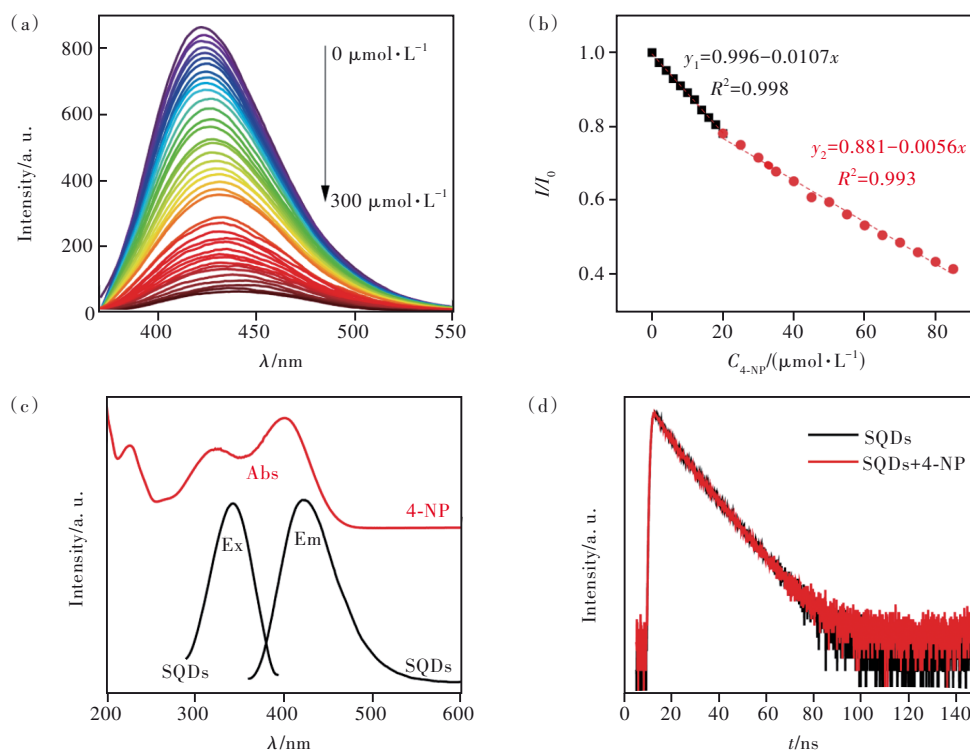 (a)
800
600
400
200
0
0 μmol·L⁻¹
300 μmol·L⁻¹
400
450
500
550
Intensity/a. u.
λ/nm
(b)
1.0
0.8
0.6
0.4
y₁=0.996−0.0107x
R²=0.998
y₂=0.881−0.0056x
R²=0.993
0
20
40
60
80
I/I₀
C₄₋NP/(μmol·L⁻¹)
(c)
Abs
4-NP
Ex
Em
SQDs
SQDs
200
300
400
500
600
Intensity/a. u.
λ/nm
(d)
SQDs
SQDs+4-NP
0
20
40
60
80
100
120
140
Intensity/a. u.
t/ns